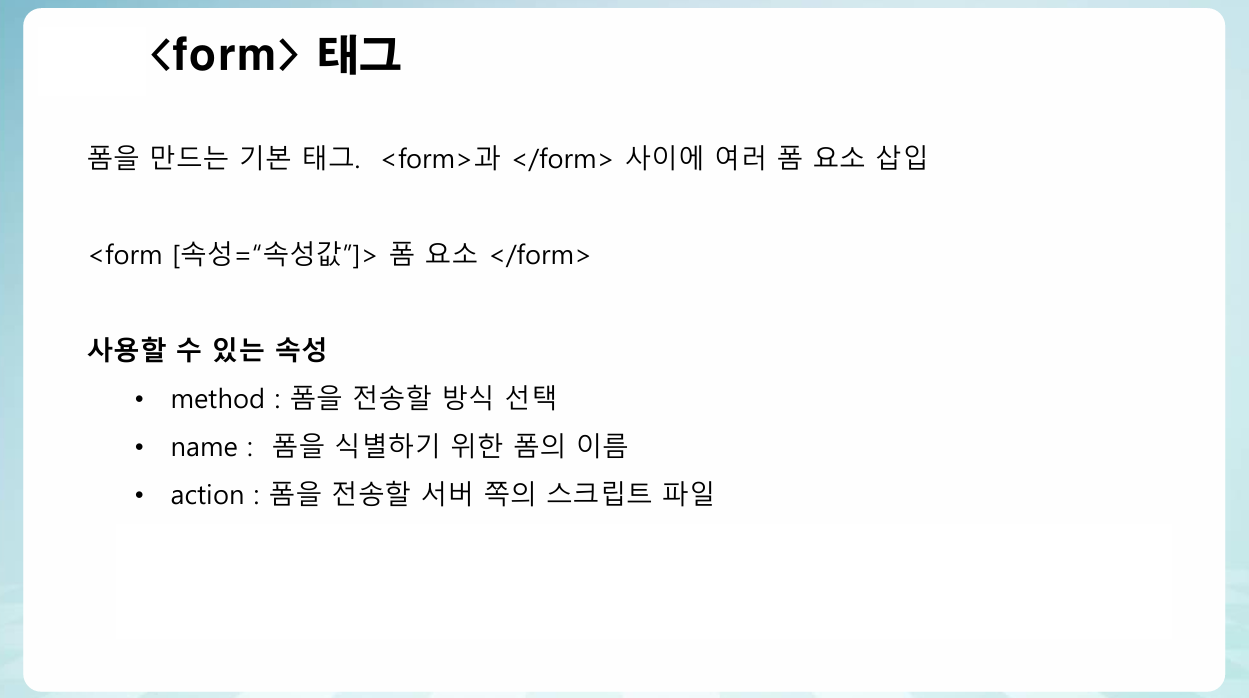 <form> 태그
폼을 만드는 기본 태그.  <form>과 </form> 사이에 여러 폼 요소 삽입
<form [속성=“속성값”]> 폼 요소 </form>
사용할 수 있는 속성
• method : 폼을 전송할 방식 선택
• name :  폼을 식별하기 위한 폼의 이름
• action : 폼을 전송할 서버 쪽의 스크립트 파일